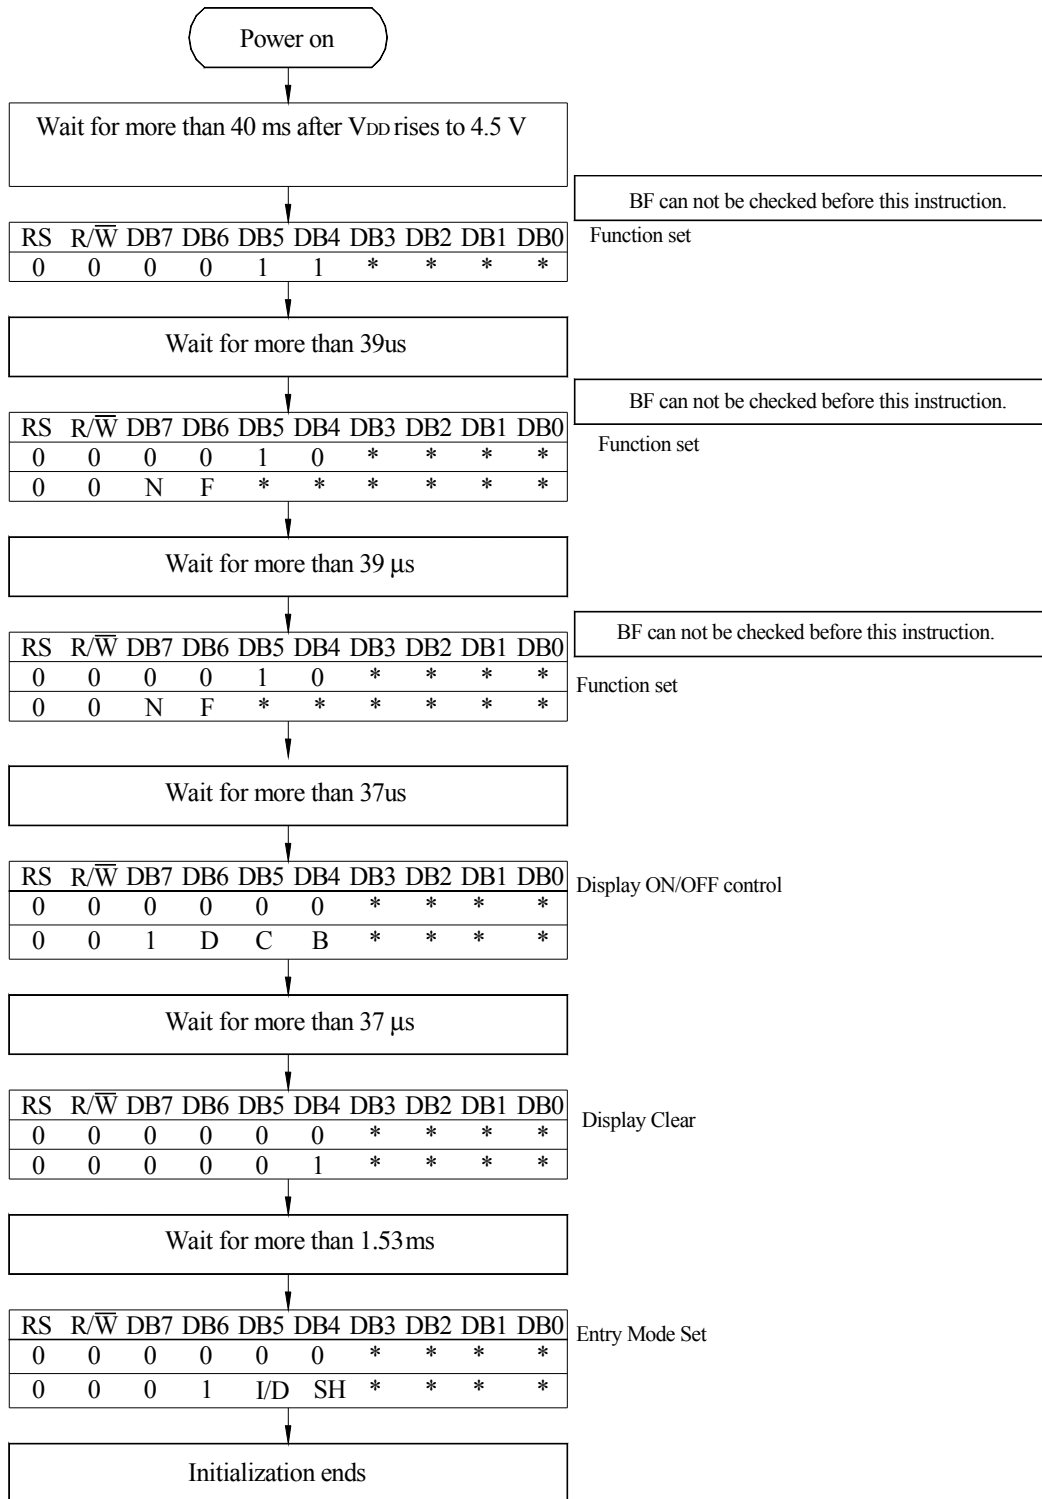 Power on
Wait for more than 40 ms after VDD rises to 4.5 V
BF can not be checked before this instruction.
RS R/W̅ DB7 DB6 DB5 DB4 DB3 DB2 DB1 DB0
Function set
0 0 0 0 1 1 * * * *
Wait for more than 39us
BF can not be checked before this instruction.
RS R/W̅ DB7 DB6 DB5 DB4 DB3 DB2 DB1 DB0
Function set
0 0 0 0 1 0 * * * *
0 0 N F * * * * * *
Wait for more than 39 μs
BF can not be checked before this instruction.
RS R/W̅ DB7 DB6 DB5 DB4 DB3 DB2 DB1 DB0
0 0 0 0 1 0 * * * *
Function set
0 0 N F * * * * * *
Wait for more than 37us
RS R/W̅ DB7 DB6 DB5 DB4 DB3 DB2 DB1 DB0
Display ON/OFF control
0 0 0 0 0 0 * * * *
0 0 1 D C B * * * *
Wait for more than 37 μs
RS R/W̅ DB7 DB6 DB5 DB4 DB3 DB2 DB1 DB0
Display Clear
0 0 0 0 0 0 * * * *
0 0 0 0 0 1 * * * *
Wait for more than 1.53ms
RS R/W̅ DB7 DB6 DB5 DB4 DB3 DB2 DB1 DB0
Entry Mode Set
0 0 0 0 0 0 * * * *
0 0 0 1 I/D SH * * * *
Initialization ends